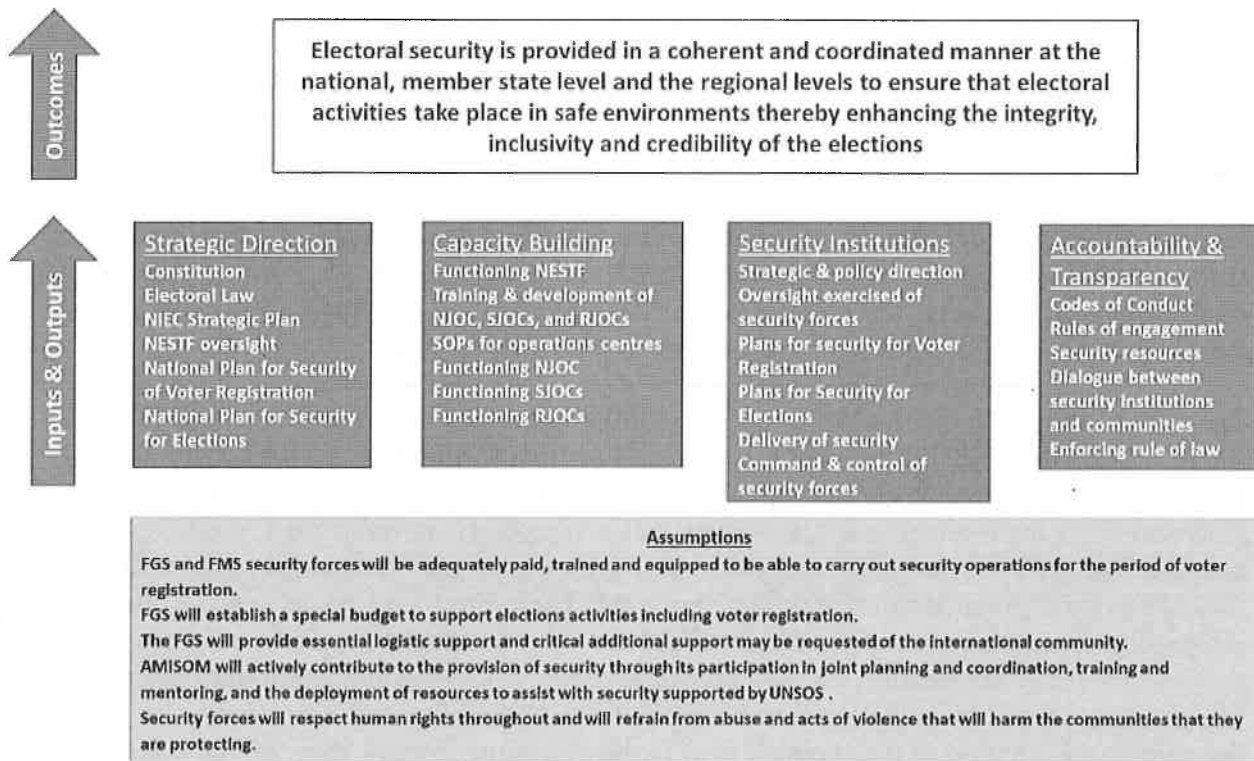 Outcomes
Electoral security is provided in a coherent and coordinated manner at the
national, member state level and the regional levels to ensure that electoral
activities take place in safe environments thereby enhancing the integrity,
inclusivity and credibility of the elections
Inputs & Outputs
Strategic Direction
Constitution
Electoral Law
NIEC Strategic Plan
NESTF oversight
National Plan for Security
of Voter Registration
National Plan for Security
for Elections
Capacity Building
Functioning NESTF
Training & development of
NJOC, SJOCs, and RJOCs
SOPs for operations centres
Functioning NJOC
Functioning SJOCs
Functioning RJOCs
Security Institutions
Strategic & policy direction
Oversight exercised of
security forces
Plans for security for Voter
Registration
Plans for Security for
Elections
Delivery of security
Command & control of
security forces
Accountability &
Transparency
Codes of Conduct
Rules of engagement
Security resources
Dialogue between
security institutions
and communities
Enforcing rule of law
Assumptions
FGS and FMS security forces will be adequately paid, trained and equipped to be able to carry out security operations for the period of voter
registration.
FGS will establish a special budget to support elections activities including voter registration.
The FGS will provide essential logistic support and critical additional support may be requested of the international community.
AMISOM will actively contribute to the provision of security through its participation in joint planning and coordination, training and
mentoring, and the deployment of resources to assist with security supported by UNSOS .
Security forces will respect human rights throughout and will refrain from abuse and acts of violence that will harm the communities that they
are protecting.